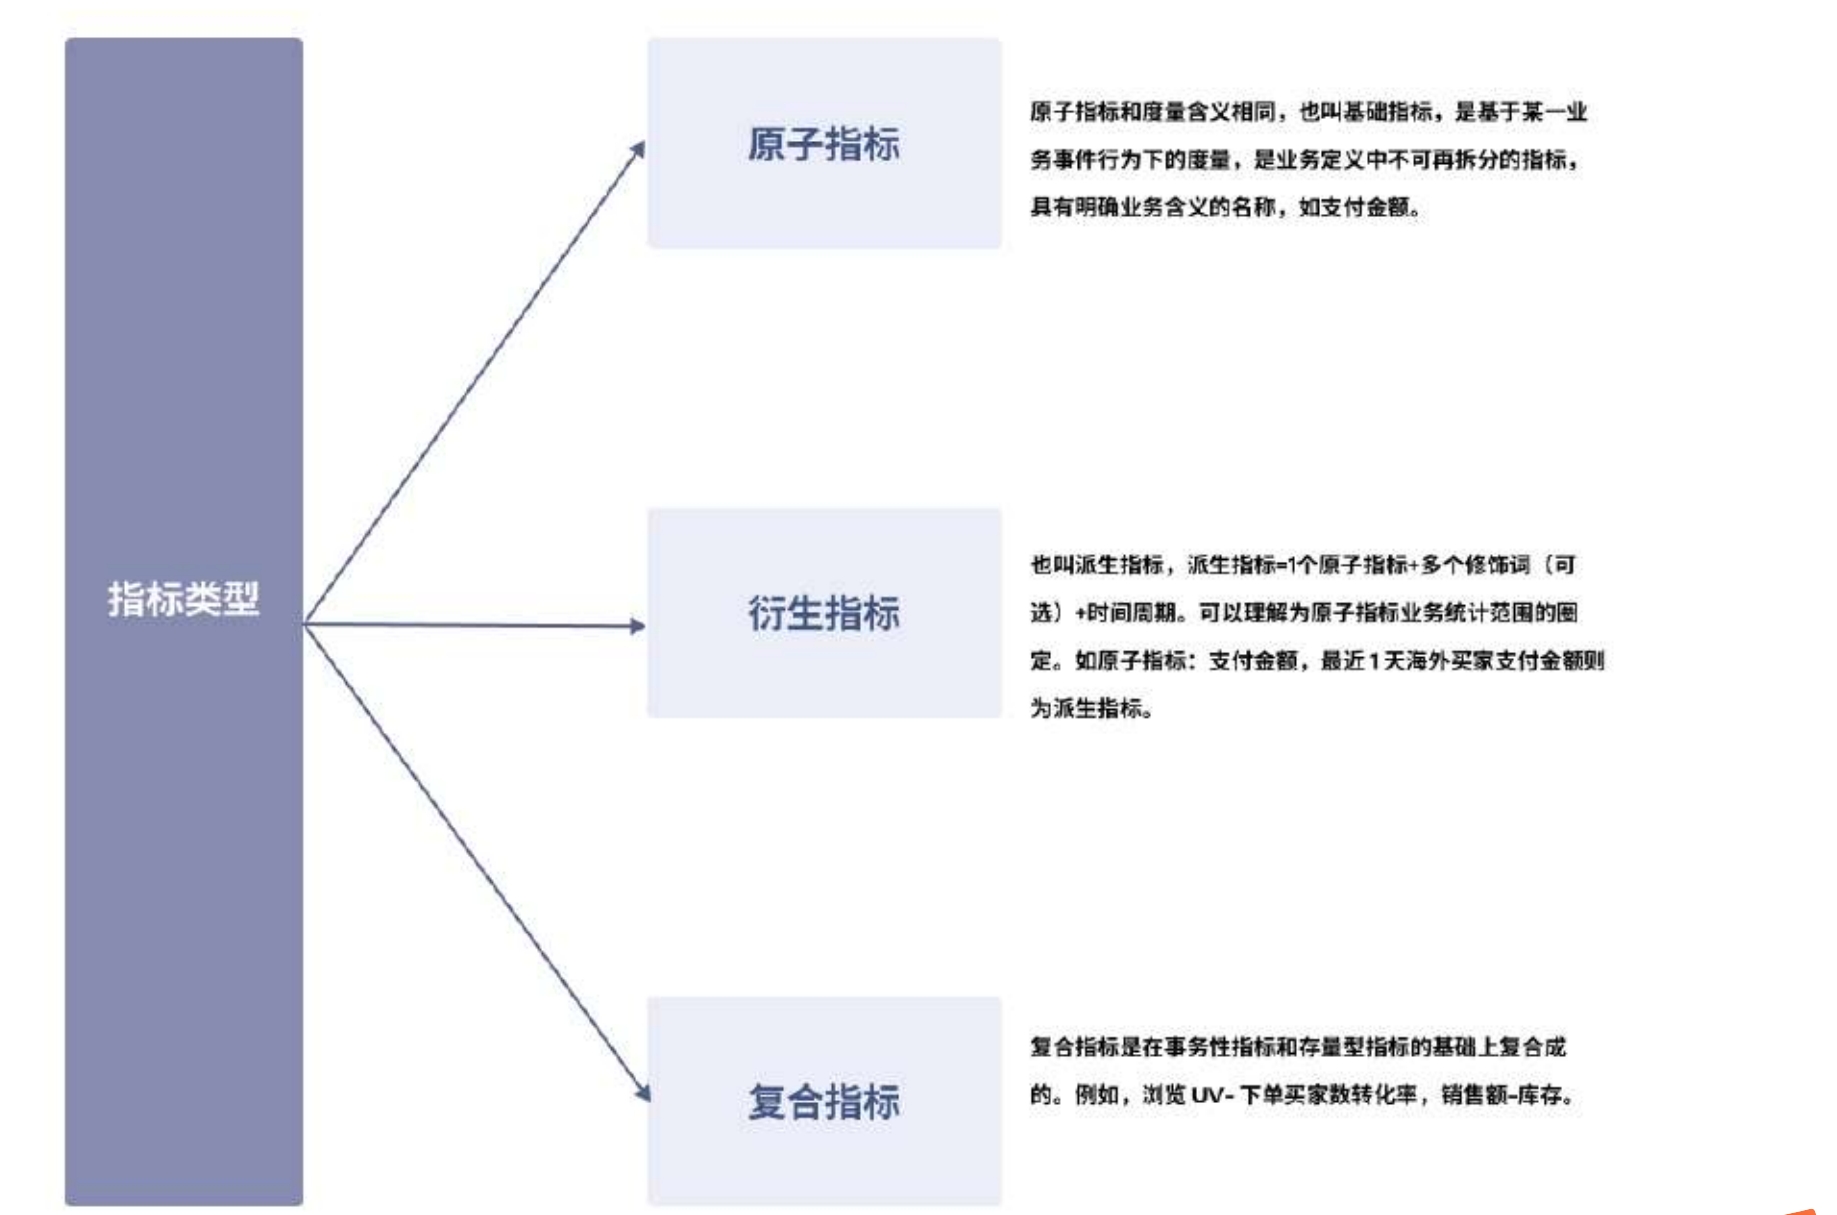 指标类型
原子指标
原子指标和度量含义相同，也叫基础指标，是基于某一业
务事件行为下的度量，是业务定义中不可再拆分的指标，
具有明确业务含义的名称，如支付金额。
衍生指标
也叫派生指标，派生指标=1个原子指标+多个修饰词（可
选）+时间周期。可以理解为原子指标业务统计范围的圈
定。如原子指标：支付金额，最近1天海外买家支付金额则
为派生指标。
复合指标
复合指标是在事务性指标和存量型指标的基础上复合成
的。例如，浏览 UV- 下单买家数转化率，销售额-库存。